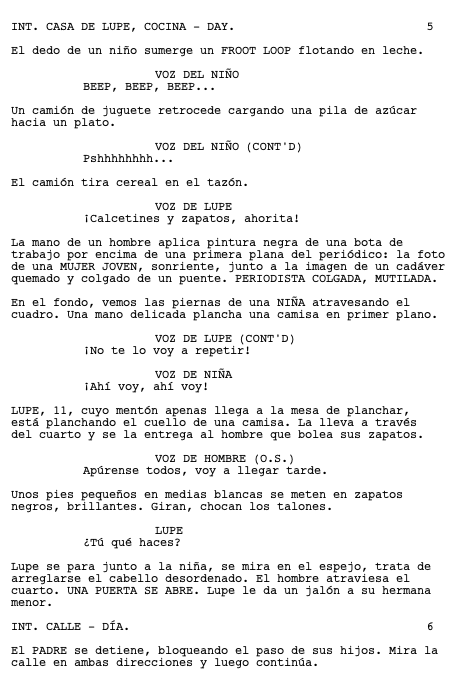 INT. CASA DE LUPE, COCINA – DAY. 5
El dedo de un niño sumerge un FROOT LOOP flotando en leche.
VOZ DEL NIÑO
BEEP, BEEP, BEEP...
Un camión de juguete retrocede cargando una pila de azúcar
hacia un plato.
VOZ DEL NIÑO (CONT'D)
Pshhhhhhhh...
El camión tira cereal en el tazón.
VOZ DE LUPE
¡Calcetines y zapatos, ahorita!
La mano de un hombre aplica pintura negra de una bota de
trabajo por encima de una primera plana del periódico: la foto
de una MUJER JOVEN, sonriente, junto a la imagen de un cadáver
quemado y colgado de un puente. PERIODISTA COLGADA, MUTILADA.
En el fondo, vemos las piernas de una NIÑA atravesando el
cuadro. Una mano delicada plancha una camisa en primer plano.
VOZ DE LUPE (CONT'D)
¡No te lo voy a repetir!
VOZ DE NIÑA
¡Ahí voy, ahí voy!
LUPE, 11, cuyo mentón apenas llega a la mesa de planchar,
está planchando el cuello de una camisa. La lleva a través
del cuarto y se la entrega al hombre que bolea sus zapatos.
VOZ DE HOMBRE (O.S.)
Apúrense todos, voy a llegar tarde.
Unos pies pequeños en medias blancas se meten en zapatos
negros, brillantes. Giran, chocan los talones.
LUPE
¿Tú qué haces?
Lupe se para junto a la niña, se mira en el espejo, trata de
arreglarse el cabello desordenado. El hombre atraviesa el
cuarto. UNA PUERTA SE ABRE. Lupe le da un jalón a su hermana
menor.
INT. CALLE – DÍA. 6
El PADRE se detiene, bloqueando el paso de sus hijos. Mira la
calle en ambas direcciones y luego continúa.